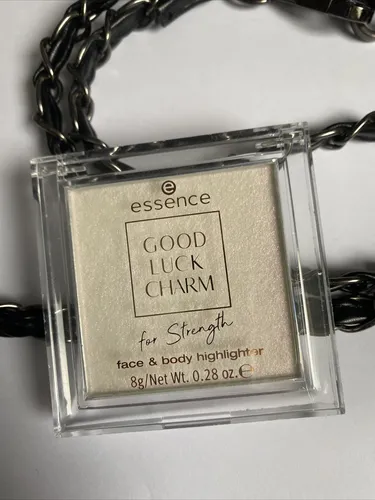 e
essence
GOOD
LUCK
CHARM
for Strength
face & body highlighter
8g/Net Wt. 0.28 oz.℮